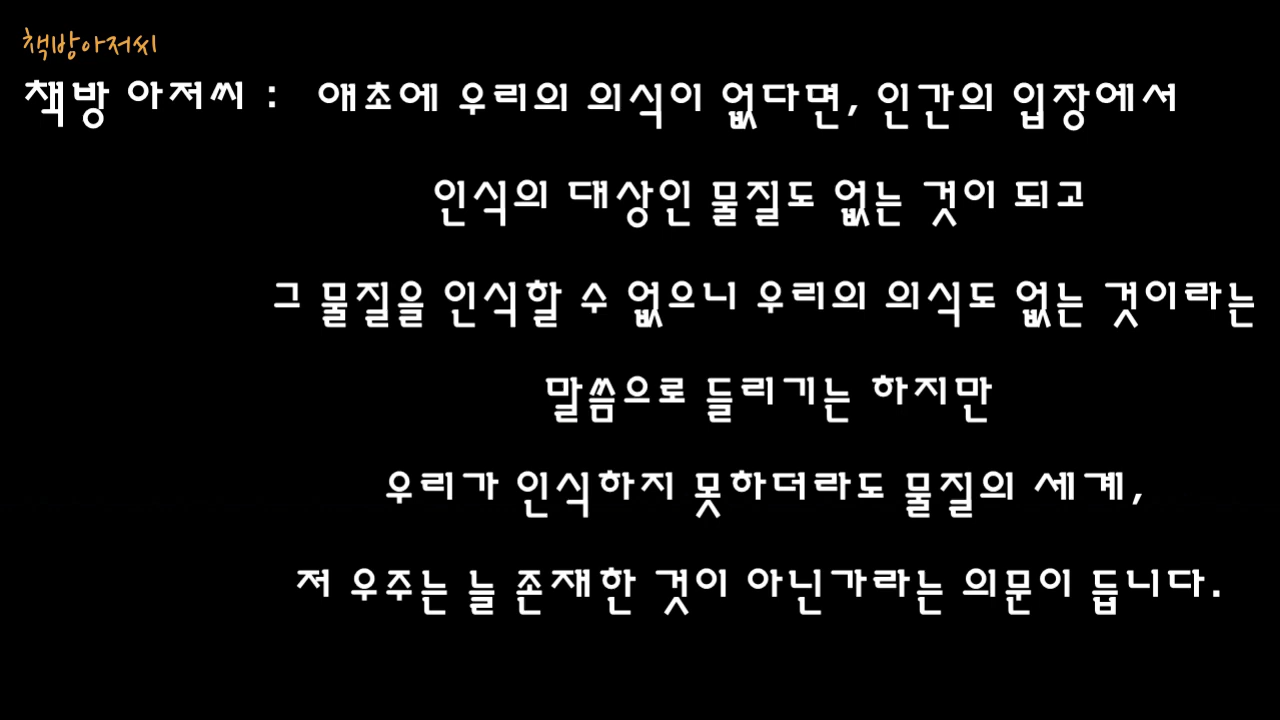 책방아저씨
책방 아저씨 : 애초에 우리의 의식이 없다면, 인간의 입장에서
인식의 대상인 물질도 없는 것이 되고
그 물질을 인식할 수 없으니 우리의 의식도 없는 것이라는
말씀으로 들리기는 하지만
우리가 인식하지 못하더라도 물질의 세계,
저 우주는 늘 존재한 것이 아닌가라는 의문이 듭니다.